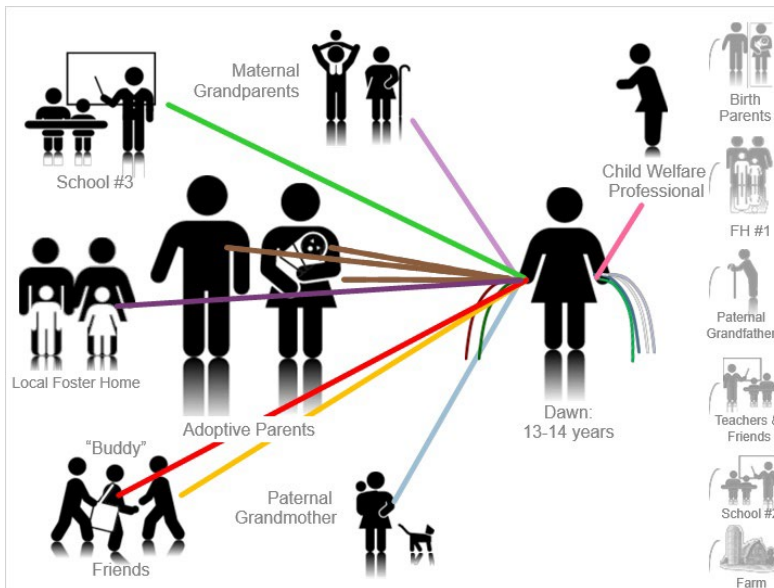 Maternal
Grandparents
School #3
Child Welfare
Professional
Local Foster Home
Adoptive Parents
Dawn:
13-14 years
"Buddy"
Friends
Paternal
Grandmother
Birth
Parents
FH #1
Paternal
Grandfather
Teachers &
Friends
School #2
Farm